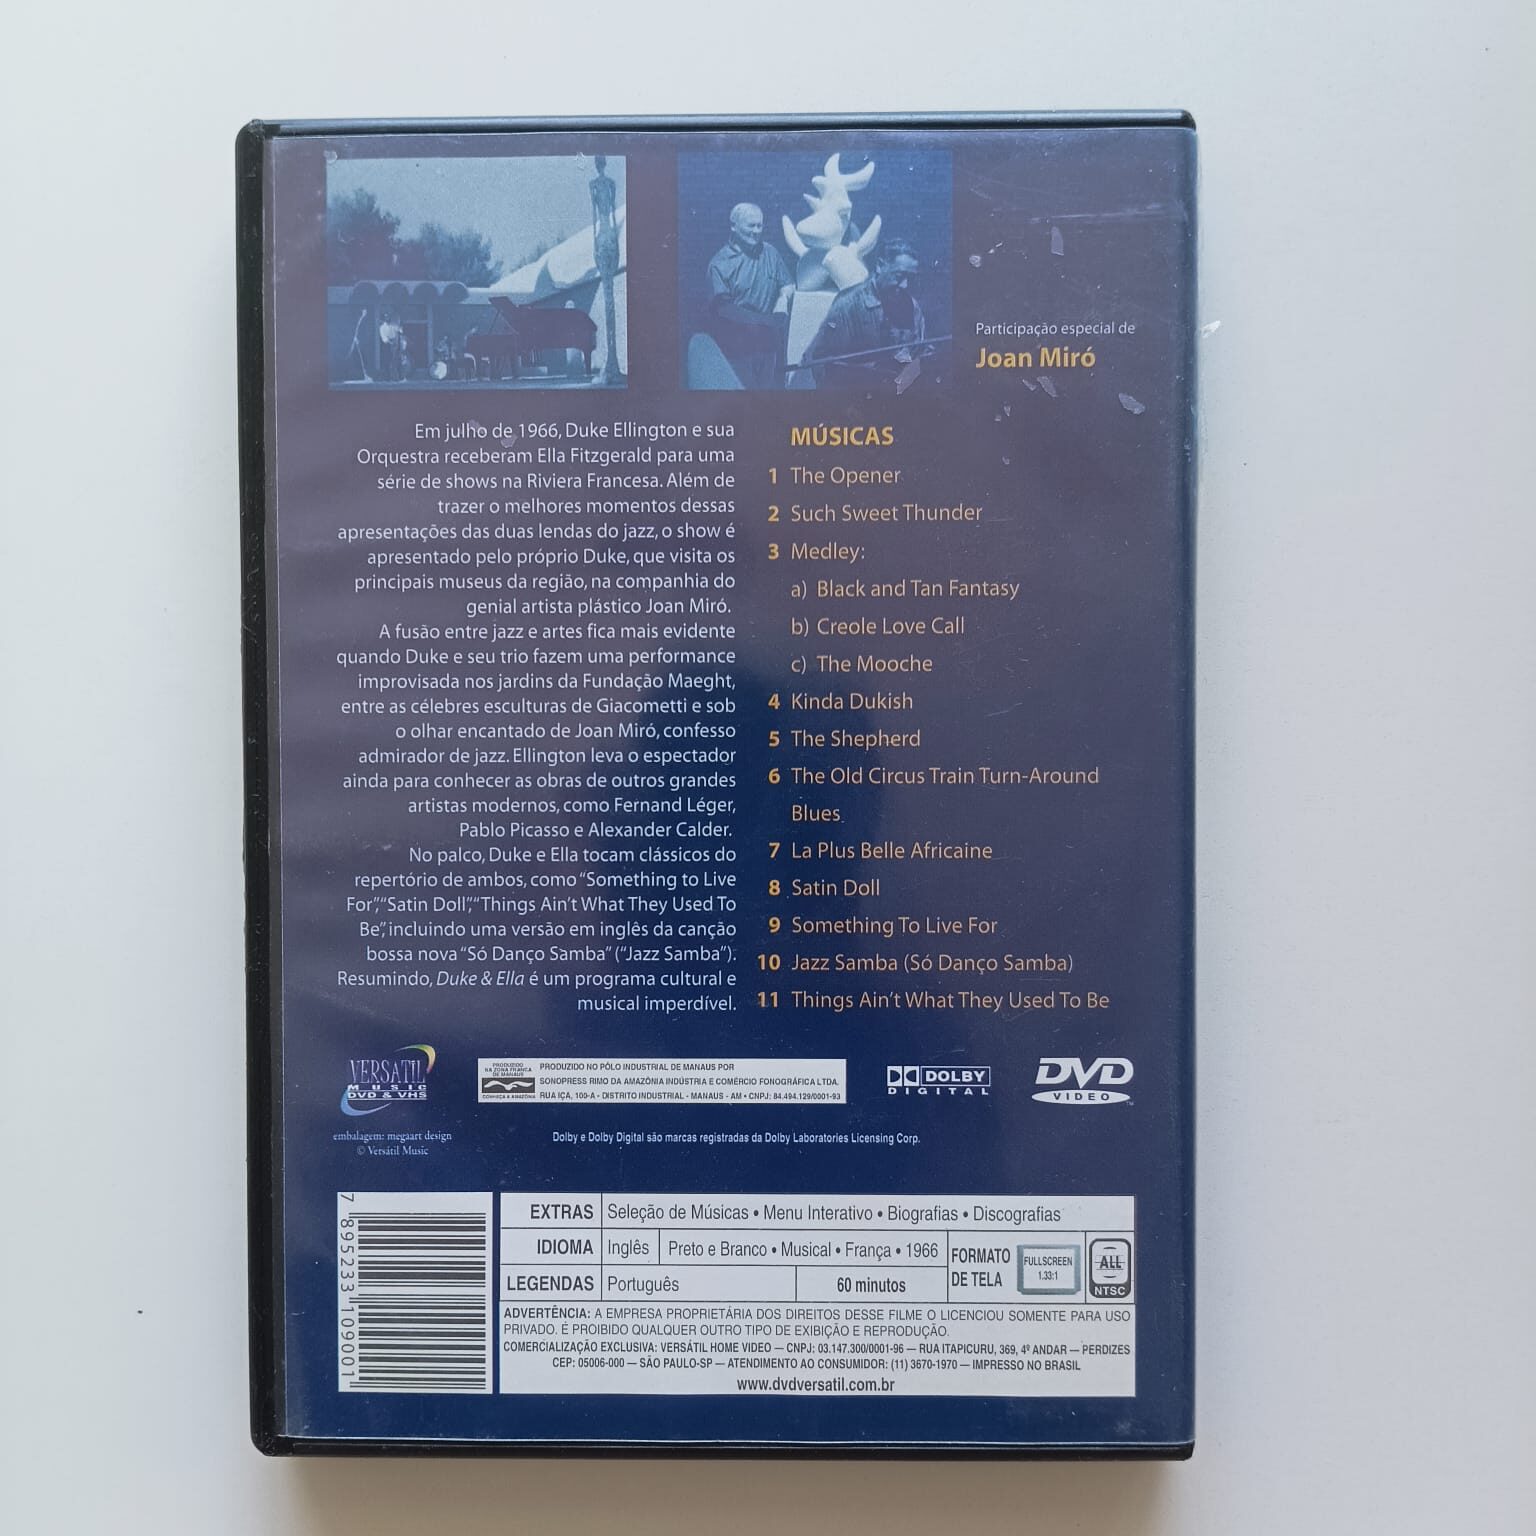 Participação especial de
Joan Miró
Em julho de 1966, Duke Ellington e sua
Orquestra receberam Ella Fitzgerald para uma
série de shows na Riviera Francesa. Além de
trazer o melhores momentos dessas
apresentações das duas lendas do jazz, o show é
apresentado pelo próprio Duke, que visita os
principais museus da região, na companhia do
genial artista plástico Joan Miró.
A fusão entre jazz e artes fica mais evidente
quando Duke e seu trio fazem uma performance
improvisada nos jardins da Fundação Maeght,
entre as célebres esculturas de Giacometti e sob
o olhar encantado de Joan Miró, confesso
admirador de jazz. Ellington leva o espectador
ainda para conhecer as obras de outros grandes
artistas modernos, como Fernand Léger,
Pablo Picasso e Alexander Calder.
No palco, Duke e Ella tocam clássicos do
repertório de ambos, como “Something to Live
For”, “Satin Doll”, “Things Ain’t What They Used To
Be”, incluindo uma versão em inglês da canção
bossa nova “Só Danço Samba” (“Jazz Samba”).
Resumindo, Duke & Ella é um programa cultural e
musical imperdível.
MÚSICAS
1 The Opener
2 Such Sweet Thunder
3 Medley:
a) Black and Tan Fantasy
b) Creole Love Call
c) The Mooche
4 Kinda Dukish
5 The Shepherd
6 The Old Circus Train Turn-Around
Blues
7 La Plus Belle Africaine
8 Satin Doll
9 Something To Live For
10 Jazz Samba (Só Danço Samba)
11 Things Ain’t What They Used To Be
VERSATIL
MUSIC
DVD & VHS
embalagem: megaart design
© Versátil Music
PRODUZIDO
NA ZONA FRANCA
DE MANAUS
CONHEÇA A AMAZÔNIA
PRODUZIDO NO PÓLO INDUSTRIAL DE MANAUS POR
SONOPRESS RIMO DA AMAZÔNIA INDÚSTRIA E COMÉRCIO FONOGRÁFICA LTDA.
RUA IÇA, 100-A - DISTRITO INDUSTRIAL - MANAUS - AM • CNPJ: 84.494.129/0001-93
DOLBY
DIGITAL
DVD
VIDEO
TM
Dolby e Dolby Digital são marcas registradas da Dolby Laboratories Licensing Corp.
7 895233 109001
EXTRAS Seleção de Músicas • Menu Interativo • Biografias • Discografias
IDIOMA Inglês Preto e Branco • Musical • França • 1966
LEGENDAS Português 60 minutos
FORMATO
DE TELA
FULLSCREEN
1.33:1
ALL
NTSC
ADVERTÊNCIA: A EMPRESA PROPRIETÁRIA DOS DIREITOS DESSE FILME O LICENCIOU SOMENTE PARA USO
PRIVADO. É PROIBIDO QUALQUER OUTRO TIPO DE EXIBIÇÃO E REPRODUÇÃO.
COMERCIALIZAÇÃO EXCLUSIVA: VERSÁTIL HOME VIDEO — CNPJ: 03.147.300/0001-96 — RUA ITAPICURU, 369, 4º ANDAR — PERDIZES
CEP: 05006-000 — SÃO PAULO-SP — ATENDIMENTO AO CONSUMIDOR: (11) 3670-1970 — IMPRESSO NO BRASIL
www.dvdversatil.com.br